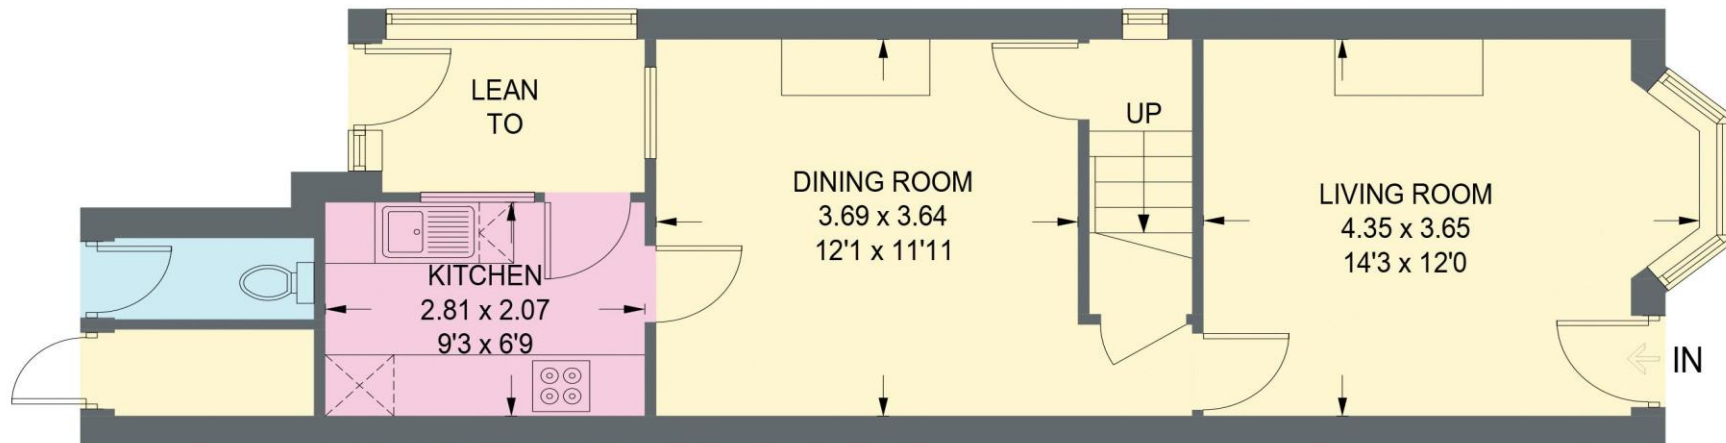 LEAN
TO
KITCHEN
2.81 x 2.07
9'3 x 6'9
DINING ROOM
3.69 x 3.64
12'1 x 11'11
UP
LIVING ROOM
4.35 x 3.65
14'3 x 12'0
IN